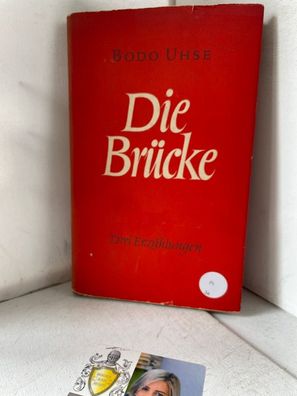 BODO UHSE
Die
Brücke
Drei Erzählungen